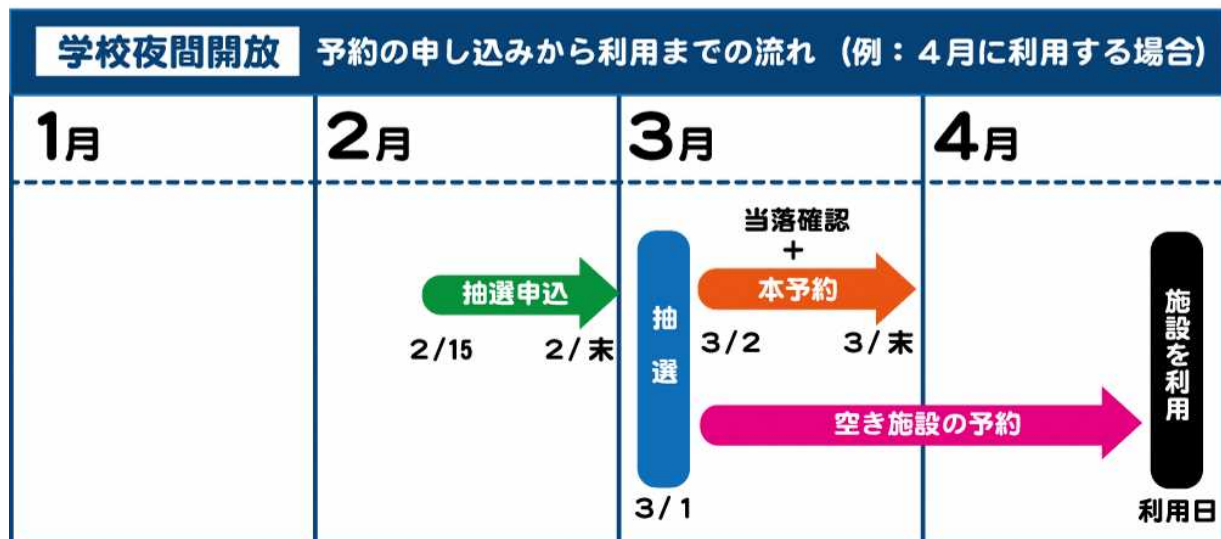 学校夜間開放 予約の申し込みから利用までの流れ (例：4月に利用する場合)
1月
2月
3月
4月
抽選申込
2/15
2/末
抽選
3/1
当落確認
+
本予約
3/2
3/末
空き施設の予約
施設を利用
利用日